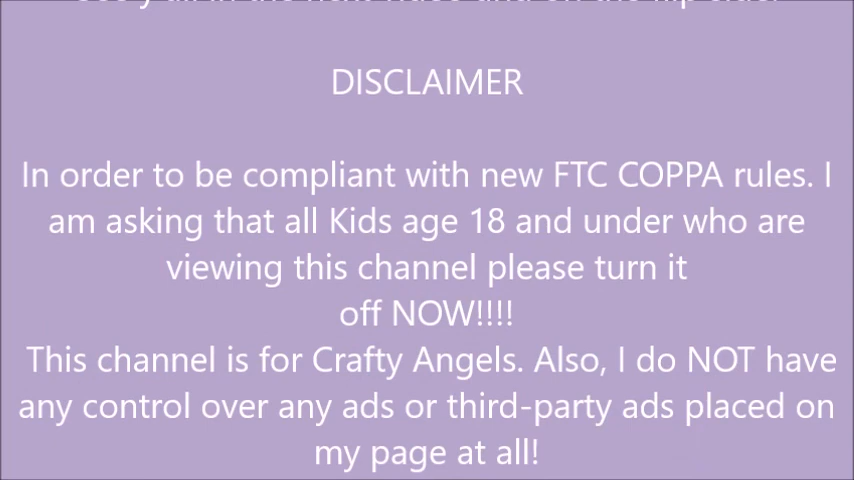 DISCLAIMER
In order to be compliant with new FTC COPPA rules. I
am asking that all Kids age 18 and under who are
viewing this channel please turn it
off NOW!!!!
This channel is for Crafty Angels. Also, I do NOT have
any control over any ads or third-party ads placed on
my page at all!